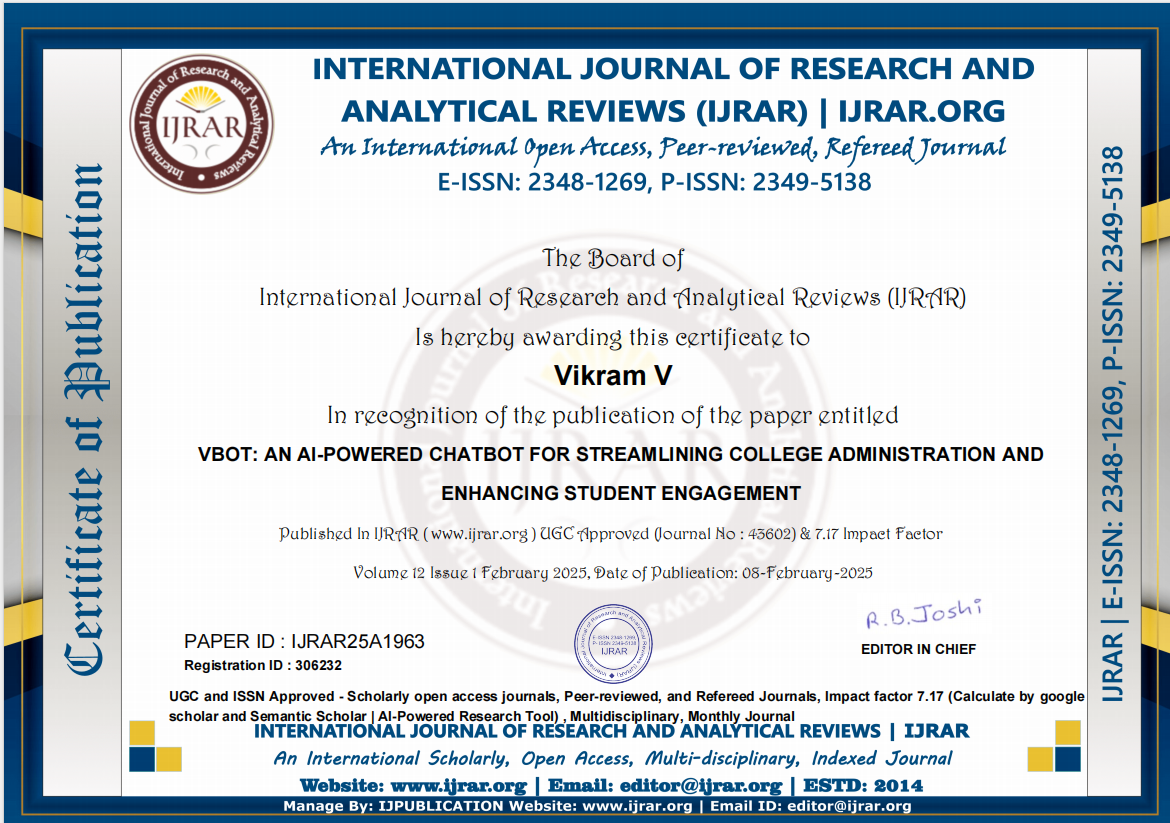 INTERNATIONAL JOURNAL OF RESEARCH AND
ANALYTICAL REVIEWS (IJRAR) | IJRAR.ORG
An International Open Access, Peer-reviewed, Refereed Journal
E-ISSN: 2348-1269, P-ISSN: 2349-5138
International Journal of Research and Analytical Reviews
IJRAR
Certificate of Publication
The Board of
International Journal of Research and Analytical Reviews (IJRAR)
Is hereby awarding this certificate to
Vikram V
In recognition of the publication of the paper entitled
VBOT: AN AI-POWERED CHATBOT FOR STREAMLINING COLLEGE ADMINISTRATION AND
ENHANCING STUDENT ENGAGEMENT
Published In IJRAR ( www.ijrar.org ) UGC Approved (Journal No : 43602) & 7.17 Impact Factor
Volume 12 Issue 1 February 2025, Date of Publication: 08-February-2025
PAPER ID : IJRAR25A1963
Registration ID : 306232
International Journal of Research and Analytical Reviews (IJRAR)
E-ISSN 2348-1269,
P- ISSN 2349-5138
IJRAR
R.B.Joshi
EDITOR IN CHIEF
UGC and ISSN Approved - Scholarly open access journals, Peer-reviewed, and Refereed Journals, Impact factor 7.17 (Calculate by google
scholar and Semantic Scholar | AI-Powered Research Tool) , Multidisciplinary, Monthly Journal
INTERNATIONAL JOURNAL OF RESEARCH AND ANALYTICAL REVIEWS | IJRAR
An International Scholarly, Open Access, Multi-disciplinary, Indexed Journal
Website: www.ijrar.org | Email: editor@ijrar.org | ESTD: 2014
Manage By: IJPUBLICATION Website: www.ijrar.org | Email ID: editor@ijrar.org
IJRAR | E-ISSN: 2348-1269, P-ISSN: 2349-5138